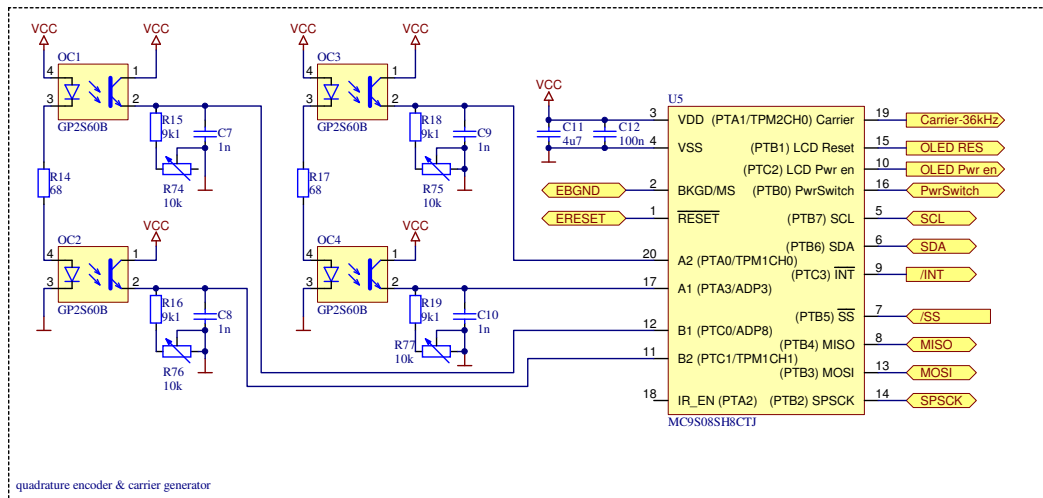 VCC
VCC
VCC
VCC
OC1
4
1
3
2
GP2S60B
R15
9k1
C7
1n
R74
10k
R14
68
VCC
OC2
4
1
3
2
GP2S60B
R16
9k1
C8
1n
R76
10k
OC3
4
1
3
2
GP2S60B
R18
9k1
C9
1n
R75
10k
R17
68
VCC
OC4
4
1
3
2
GP2S60B
R19
9k1
C10
1n
R77
10k
VCC
C11
4u7
C12
100n
EBGND
ERESET
U5
3 VDD (PTA1/TPM2CH0) Carrier 19 Carrier-36kHz
4 VSS (PTB1) LCD Reset 15 OLED RES
(PTC2) LCD Pwr en 10 OLED Pwr en
2 BKGD/MS (PTB0) PwrSwitch 16 PwrSwitch
1 RESET (PTB7) SCL 5 SCL
(PTB6) SDA 6 SDA
20 A2 (PTA0/TPM1CH0)
(PTC3) INT 9 /INT
17 A1 (PTA3/ADP3)
(PTB5) SS 7 /SS
12 B1 (PTC0/ADP8)
(PTB4) MISO 8 MISO
11 B2 (PTC1/TPM1CH1)
(PTB3) MOSI 13 MOSI
18 IR_EN (PTA2) (PTB2) SPSCK 14 SPSCK
MC9S08SH8CTJ
quadrature encoder & carrier generator